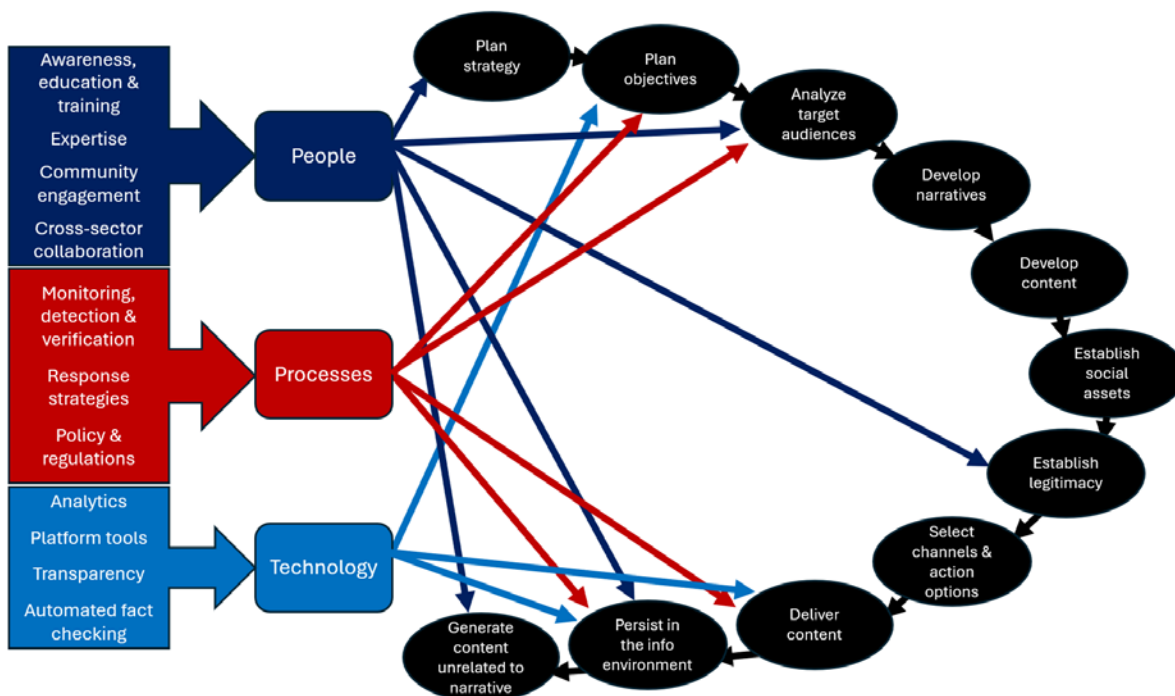 Awareness,
education &
training
Expertise
Community
engagement
Cross-sector
collaboration
Monitoring,
detection &
verification
Response
strategies
Policy &
regulations
Analytics
Platform tools
Transparency
Automated fact
checking
People
Processes
Technology
Plan
strategy
Plan
objectives
Analyze
target
audiences
Develop
narratives
Develop
content
Establish
social
assets
Establish
legitimacy
Select
channels &
action
options
Deliver
content
Persist in
the info
environment
Generate
content
unrelated to
narrative